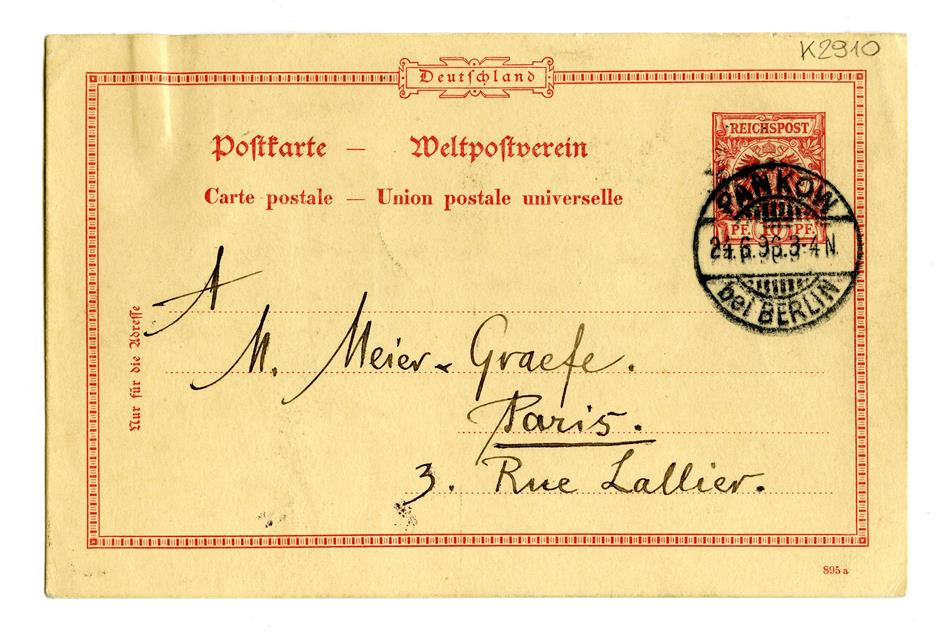 K2910
Deutschland
Postkarte — Weltpostverein
Carte postale — Union postale universelle
REICHSPOST
PF. 10 PF.
PANKOW
24.6.96.3-4N.
bei BERLIN
Nur für die Adresse
A
M. Meier-Graefe.
Paris.
3. Rue Lallier.
895a